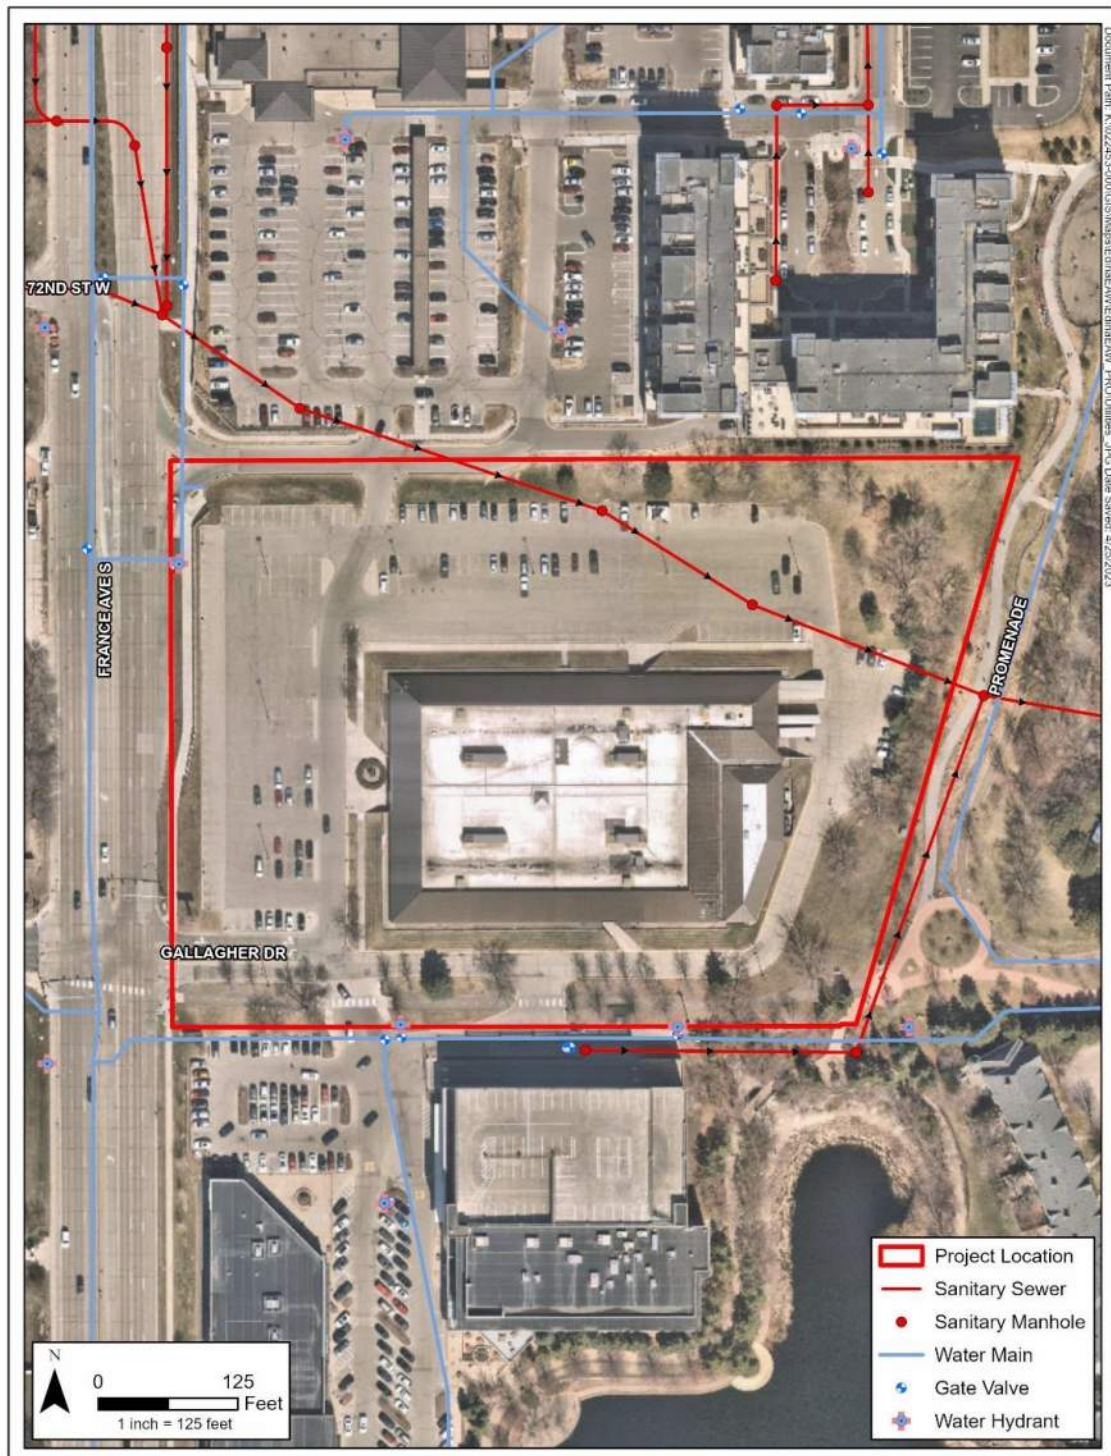 72ND ST W
FRANCE AVE S
PROMENADE
GALLAGHER DR
Project Location
Sanitary Sewer
Sanitary Manhole
Water Main
Gate Valve
Water Hydrant
N
0 125
Feet
1 inch = 125 feet